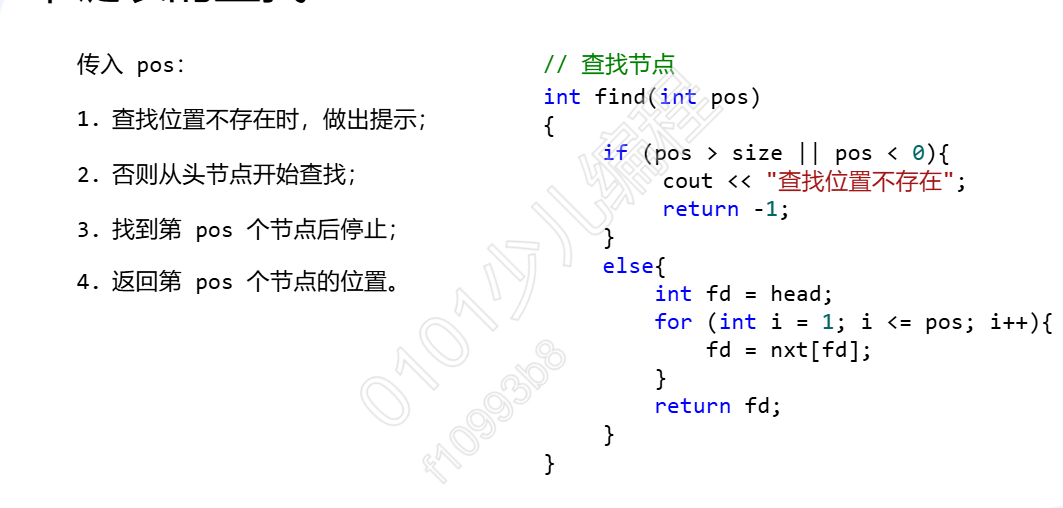 传入 pos：
1. 查找位置不存在时，做出提示；
2. 否则从头节点开始查找；
3. 找到第 pos 个节点后停止；
4. 返回第 pos 个节点的位置。
// 查找节点
int find(int pos)
{
if (pos > size || pos < 0){
cout << "查找位置不存在";
return -1;
}
else{
int fd = head;
for (int i = 1; i <= pos; i++){
fd = nxt[fd];
}
return fd;
}
}
0101少儿编程
f10993b8